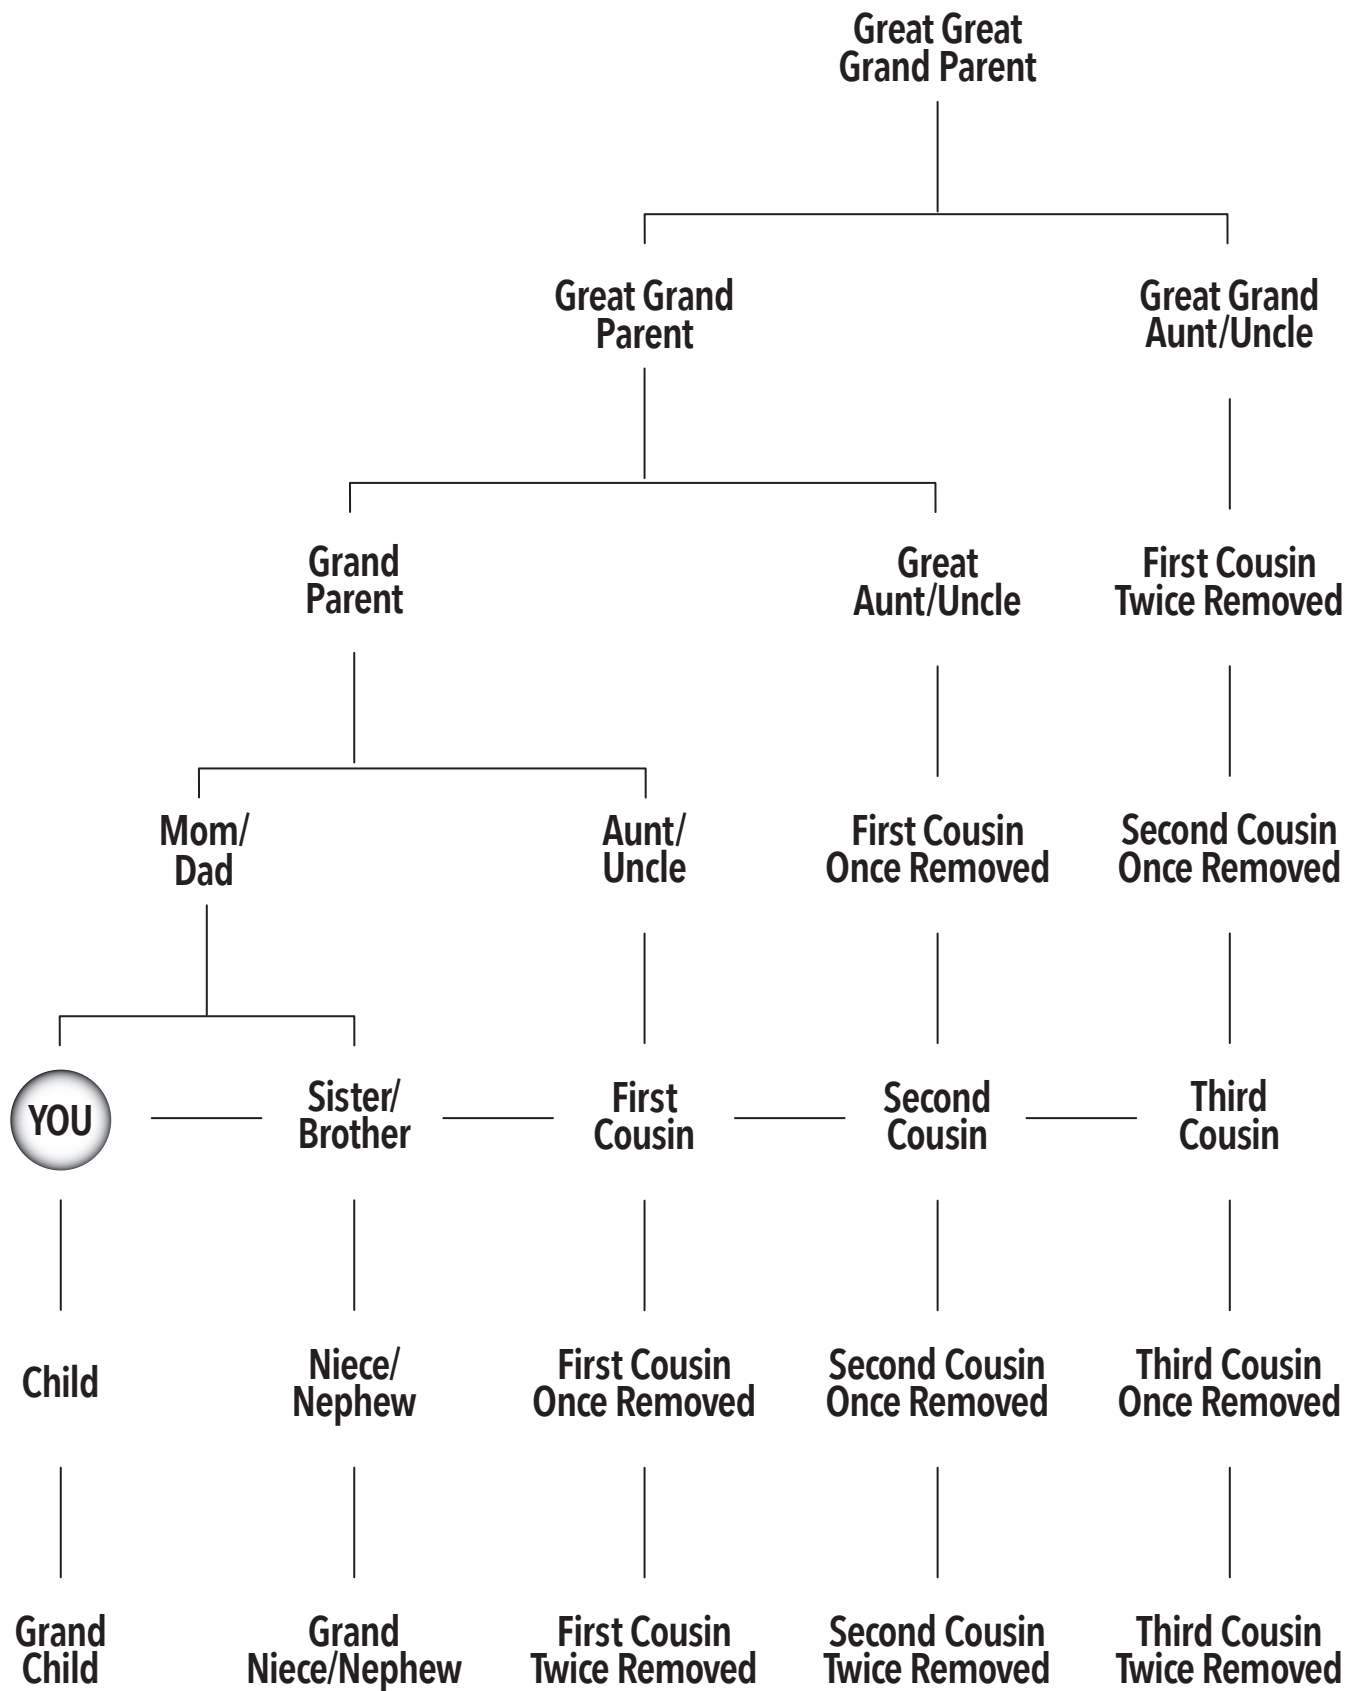 Great Great
Grand Parent
Great Grand
Parent
Great Grand
Aunt/Uncle
Grand
Parent
Great
Aunt/Uncle
First Cousin
Twice Removed
Mom/
Dad
Aunt/
Uncle
First Cousin
Once Removed
Second Cousin
Once Removed
YOU
Sister/
Brother
First
Cousin
Second
Cousin
Third
Cousin
Child
Niece/
Nephew
First Cousin
Once Removed
Second Cousin
Once Removed
Third Cousin
Once Removed
Grand
Child
Grand
Niece/Nephew
First Cousin
Twice Removed
Second Cousin
Twice Removed
Third Cousin
Twice Removed